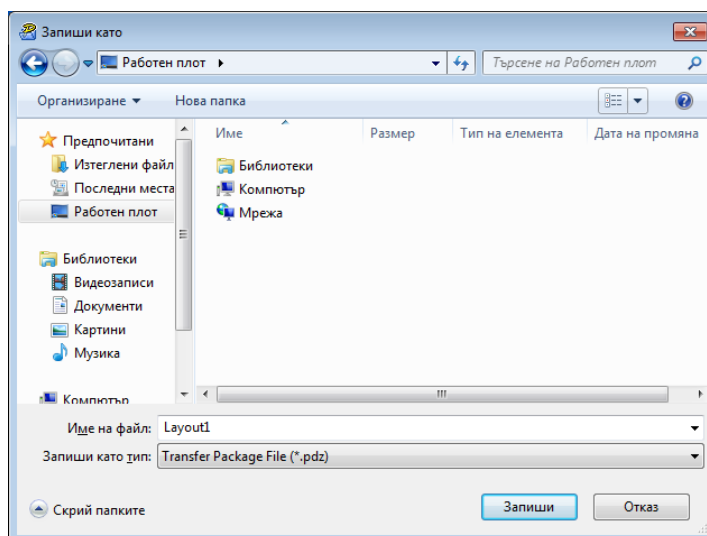 Запиши като
Работен плот
Търсене на Работен плот
Организиране
Нова папка
Име
Размер
Тип на елемента
Дата на промяна
Предпочитани
Изтеглени файл
Последни места
Работен плот
Библиотеки
Видеозаписи
Документи
Картини
Музика
Компютър
Библиотеки
Компютър
Мрежа
Име на файл: Layout1
Запиши като тип: Transfer Package File (*.pdz)
Скрий папките
Запиши
Отказ